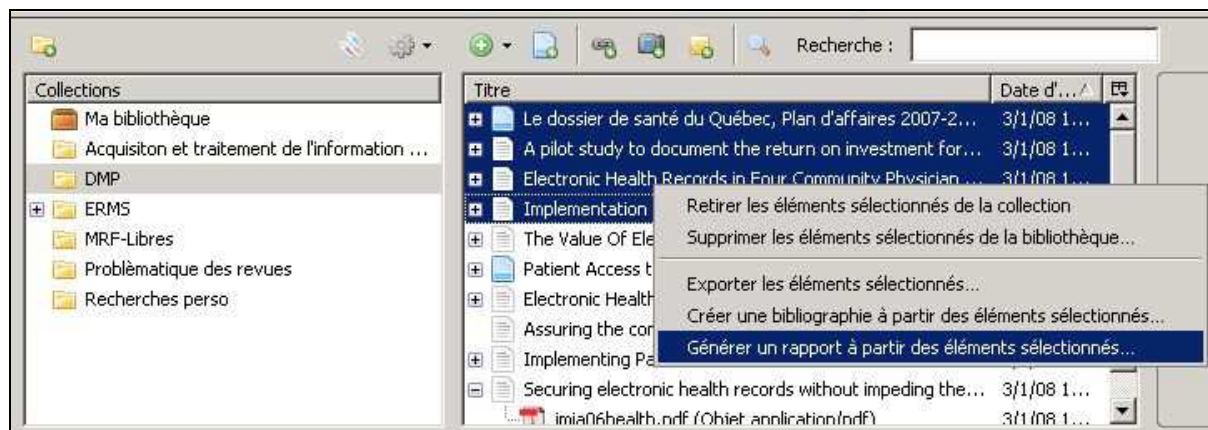 Recherche :
Collections
Ma bibliothèque
Acquisiton et traitement de l'information ...
DMP
ERMS
MRF-Libres
Problèmatique des revues
Recherches perso
Titre Date d'...
Le dossier de santé du Québec, Plan d'affaires 2007-2... 3/1/08 1...
A pilot study to document the return on investment for... 3/1/08 1...
Electronic Health Records in Four Community Physician ... 3/1/08 1...
Implementation
The Value Of Ele
Patient Access t
Electronic Health
Assuring the cor
Implementing Pa
Securing electronic health records without impeding the... 3/1/08 1...
imia06health.pdf (Objet application/pdf) 3/1/08 1...
Retirer les éléments sélectionnés de la collection
Supprimer les éléments sélectionnés de la bibliothèque...
Exporter les éléments sélectionnés...
Créer une bibliographie à partir des éléments sélectionnés...
Générer un rapport à partir des éléments sélectionnés...